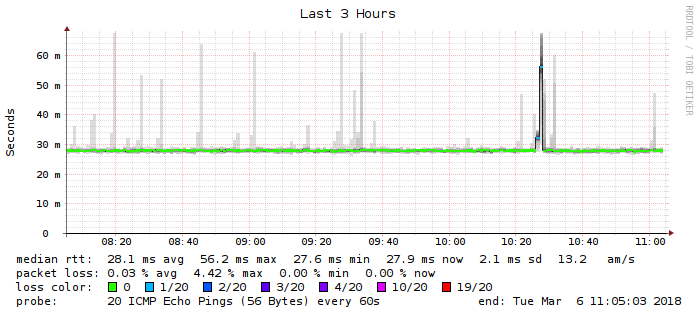 Last 3 Hours
RRDTOOL / TOBI OETIKER
Seconds
60 m
50 m
40 m
30 m
20 m
10 m
0
08:20 08:40 09:00 09:20 09:40 10:00 10:20 10:40 11:00
median rtt: 28.1 ms avg 56.2 ms max 27.6 ms min 27.9 ms now 2.1 ms sd 13.2 am/s
packet loss: 0.03 % avg 4.42 % max 0.00 % min 0.00 % now
loss color: 0 1/20 2/20 3/20 4/20 10/20 19/20
probe: 20 ICMP Echo Pings (56 Bytes) every 60s end: Tue Mar 6 11:05:03 2018